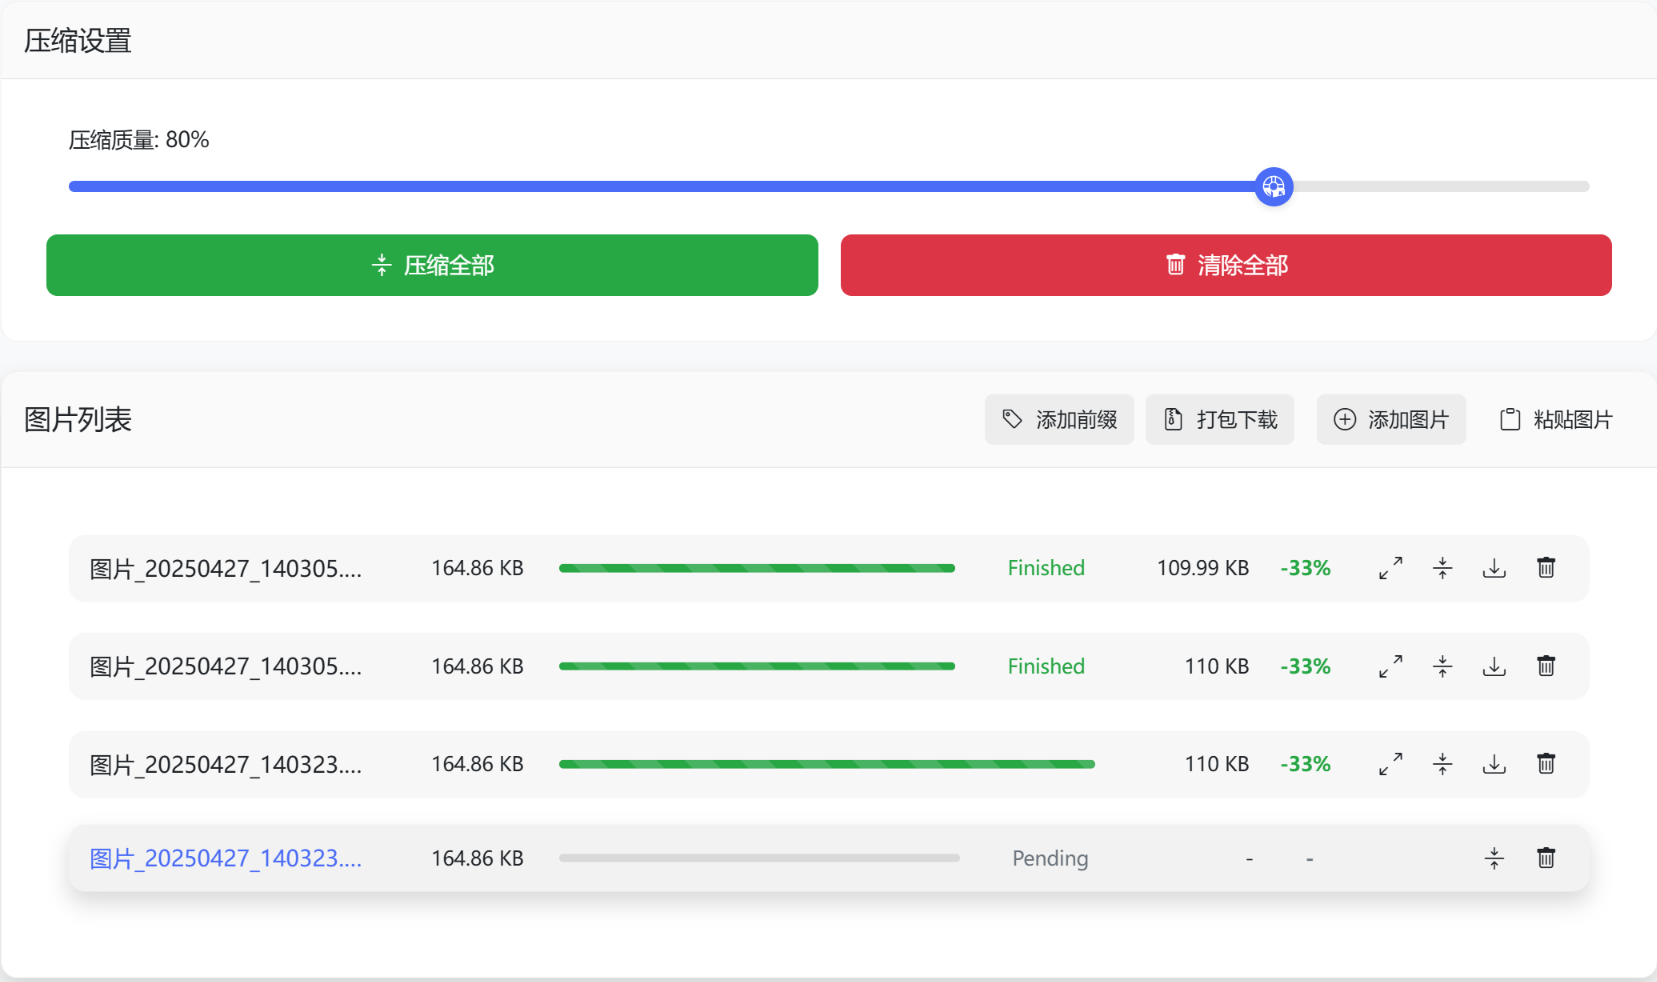 压缩设置
压缩质量: 80%
压缩全部
清除全部
图片列表
添加前缀
打包下载
添加图片
粘贴图片
图片_20250427_140305.... 164.86 KB Finished 109.99 KB -33%
图片_20250427_140305.... 164.86 KB Finished 110 KB -33%
图片_20250427_140323.... 164.86 KB 110 KB -33%
图片_20250427_140323.... 164.86 KB Pending - -